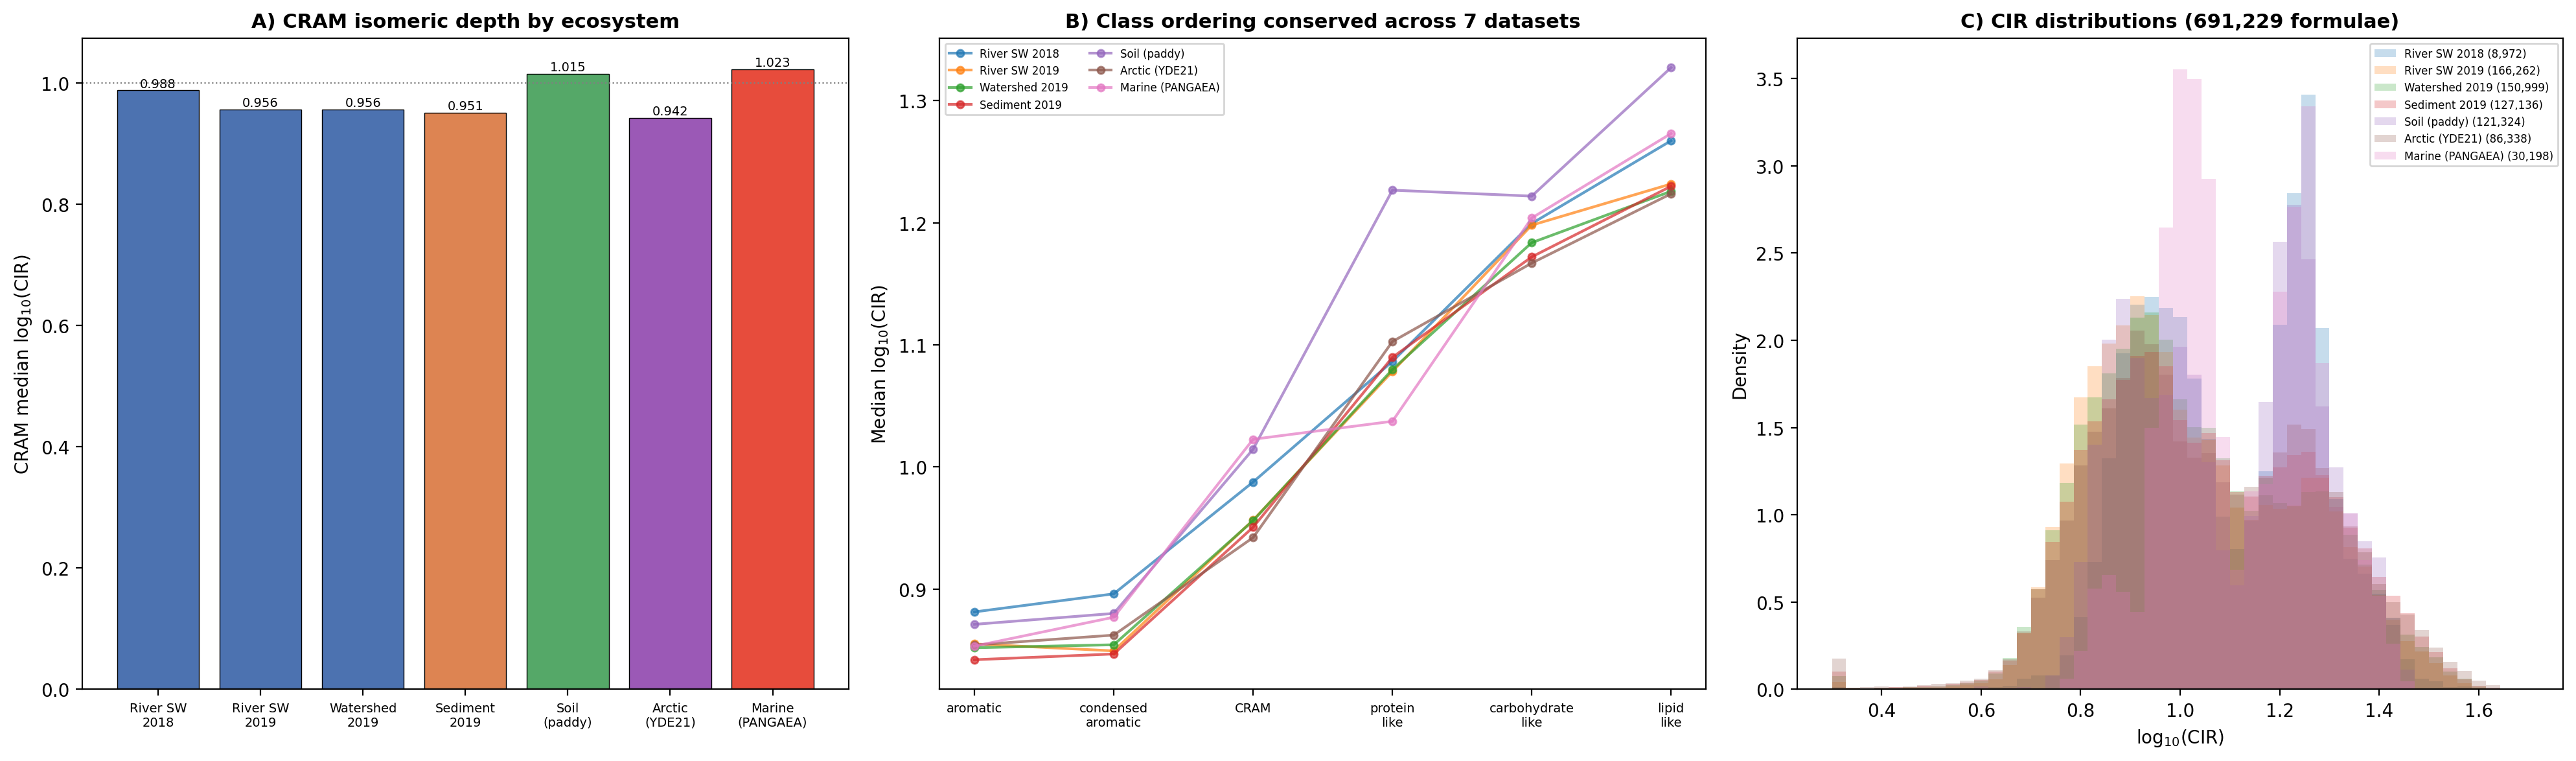 A) CRAM isomeric depth by ecosystem
CRAM median log10(CIR)
1.0
0.8
0.6
0.4
0.2
0.0
0.988
0.956
0.956
0.951
1.015
0.942
1.023
River SW
2018
River SW
2019
Watershed
2019
Sediment
2019
Soil
(paddy)
Arctic
(YDE21)
Marine
(PANGAEA)
B) Class ordering conserved across 7 datasets
Median log10(CIR)
1.3
1.2
1.1
1.0
0.9
River SW 2018
River SW 2019
Watershed 2019
Sediment 2019
Soil (paddy)
Arctic (YDE21)
Marine (PANGAEA)
aromatic
condensed
aromatic
CRAM
protein
like
carbohydrate
like
lipid
like
C) CIR distributions (691,229 formulae)
Density
3.5
3.0
2.5
2.0
1.5
1.0
0.5
0.0
River SW 2018 (8,972)
River SW 2019 (166,262)
Watershed 2019 (150,999)
Sediment 2019 (127,136)
Soil (paddy) (121,324)
Arctic (YDE21) (86,338)
Marine (PANGAEA) (30,198)
0.4
0.6
0.8
1.0
1.2
1.4
1.6
log10(CIR)